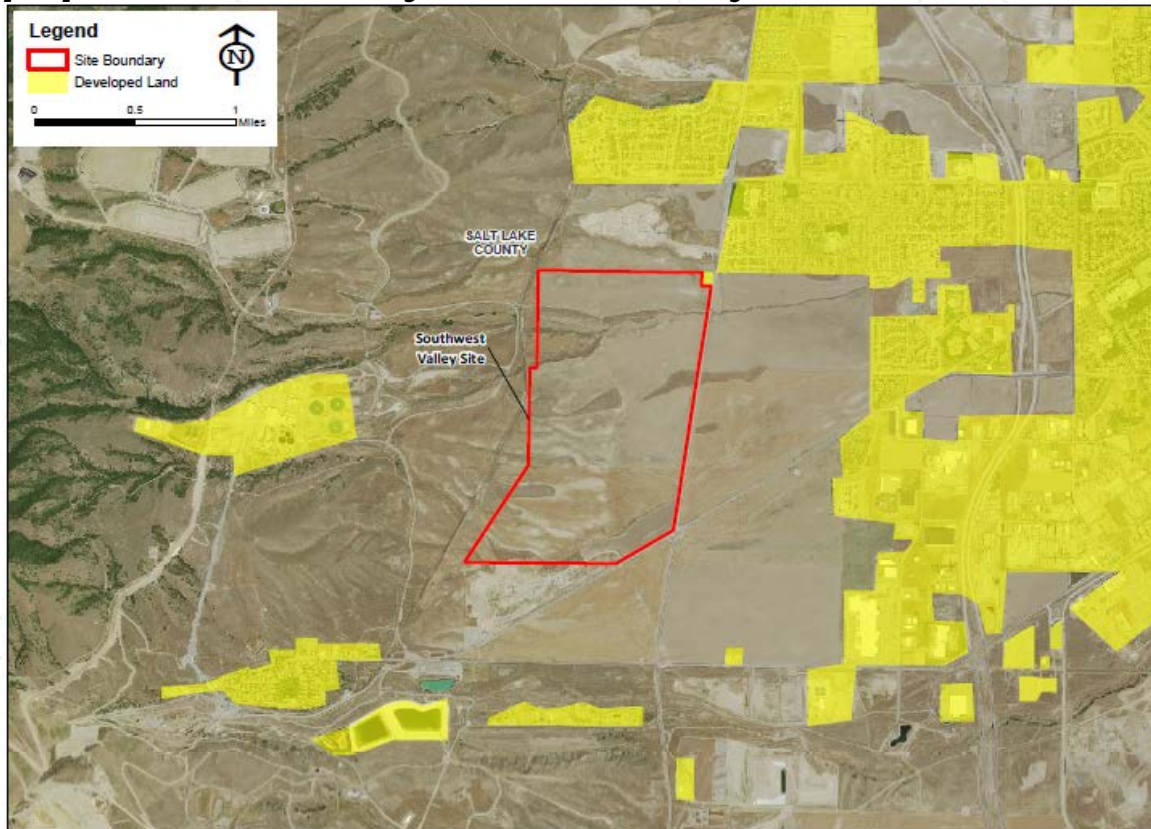 Legend
N
Site Boundary
Developed Land
0 0.5 1
Miles
SALT LAKE
COUNTY
Southwest
Valley Site